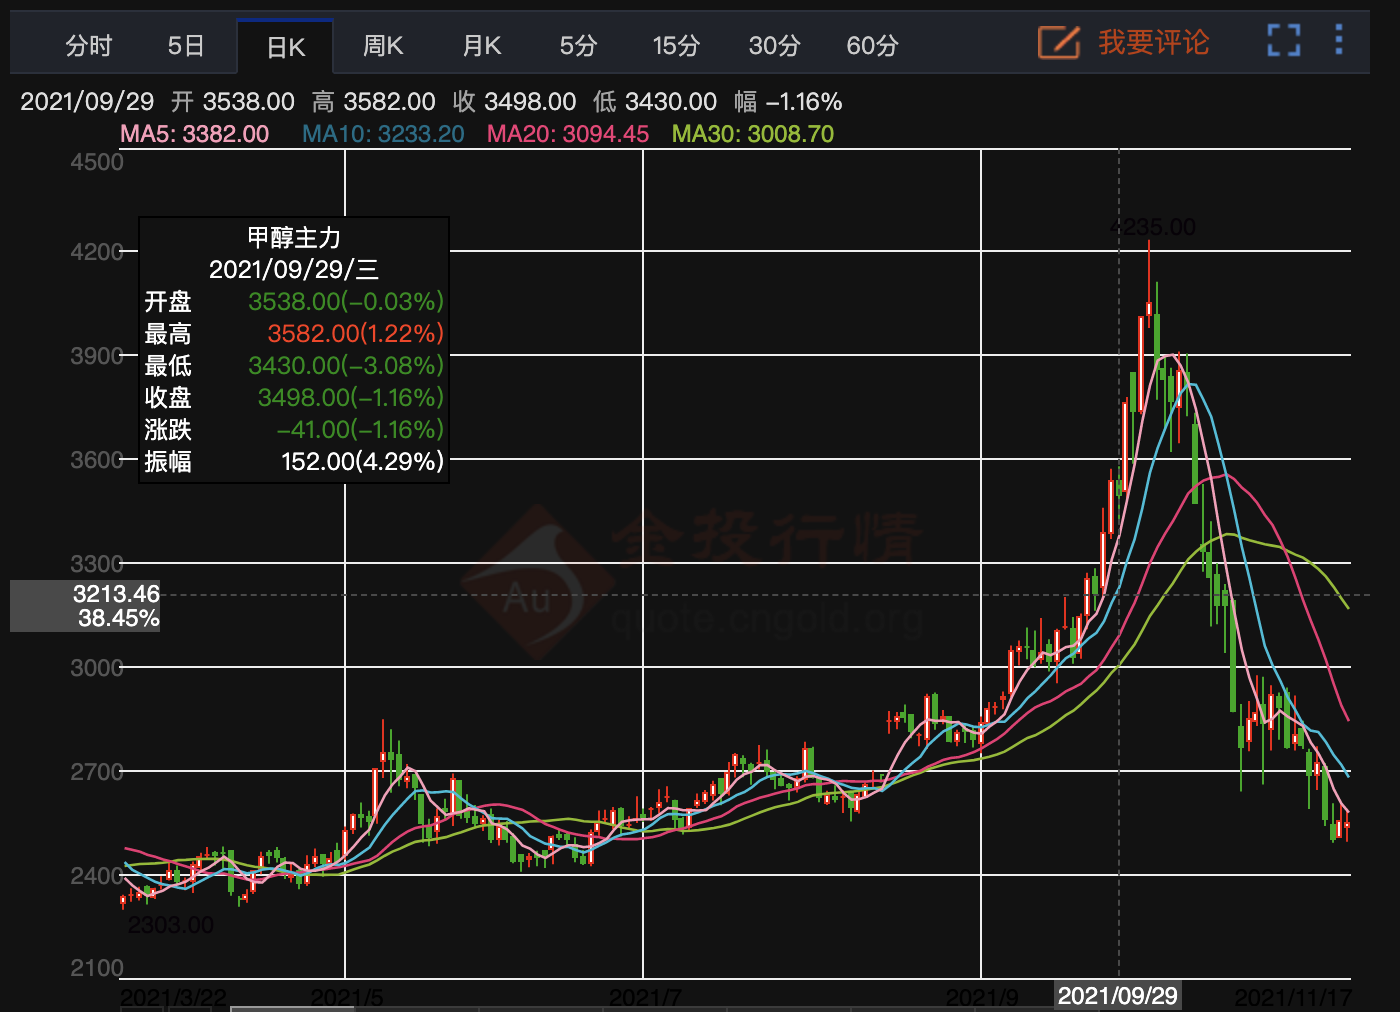 分时 5日 日K 周K 月K 5分 15分 30分 60分 我要评论
2021/09/29 开 3538.00 高 3582.00 收 3498.00 低 3430.00 幅 −1.16%
MA5: 3382.00 MA10: 3233.20 MA20: 3094.45 MA30: 3008.70
4500
4235.00
甲醇主力
4200
2021/09/29/三
开盘 3538.00(−0.03%)
最高 3582.00(1.22%)
3900
最低 3430.00(−3.08%)
收盘 3498.00(−1.16%)
涨跌 −41.00(−1.16%)
3600
振幅 152.00(4.29%)
金投行情
3300
3213.46
Au
38.45%
quote.cngold.org
3000
2700
2400
2303.00
2100
2021/3/22 2021/5 2021/7 2021/9 2021/09/29 2021/11/17